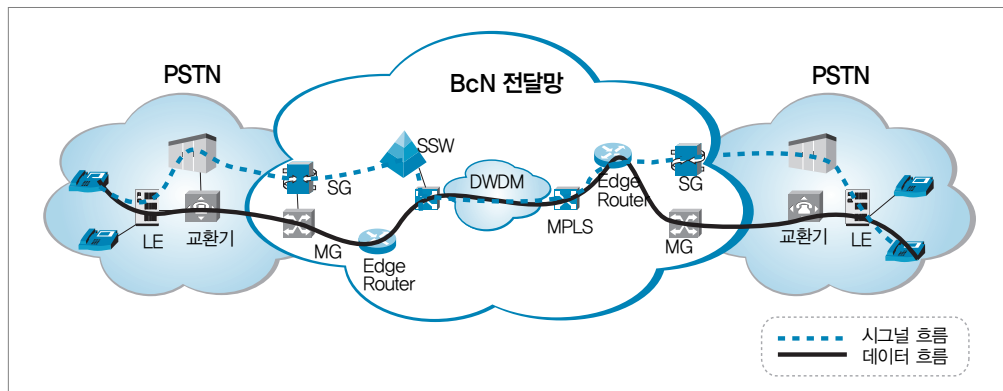 PSTN
BcN 전달망
PSTN
SSW
SG
DWDM
Edge
Router
SG
LE
교환기
MG
Edge
Router
MPLS
MG
교환기
LE
시그널 흐름
데이터 흐름